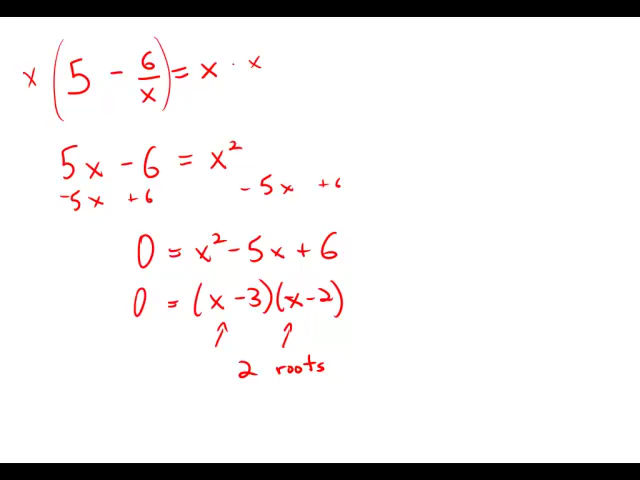 x(5 - 6/x) = x · x
5x - 6 = x²
-5x +6 -5x +6
0 = x² - 5x + 6
0 = (x - 3)(x - 2)
↑ ↑
2 roots